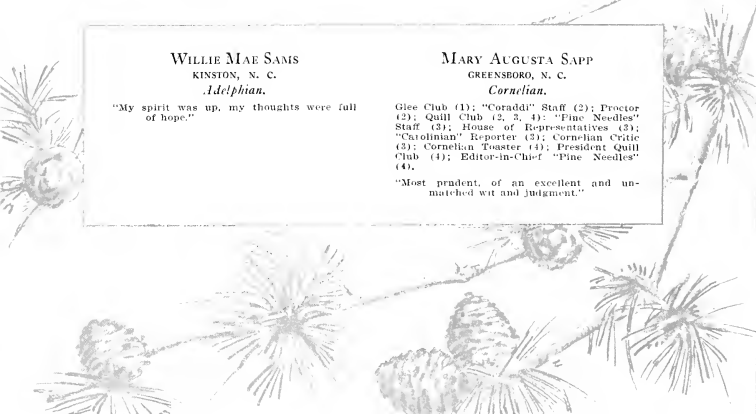 WILLIE MAE SAMS
KINSTON, N. C.
Adelphian.
"My spirit was up, my thoughts were full
of hope."
MARY AUGUSTA SAPP
GREENSBORO, N. C.
Cornelian.
Glee Club (1); "Coraddi" Staff (2); Proctor
(2); Quill Club (2, 3, 4): "Pine Needles"
Staff (3); House of Representatives (3);
"Carolinian" Reporter (3); Cornelian Critic
(3); Cornelian Toaster (4); President Quill
Club (4); Editor-in-Chief "Pine Needles"
(4).
"Most prudent, of an excellent and un-
matched wit and judgment."